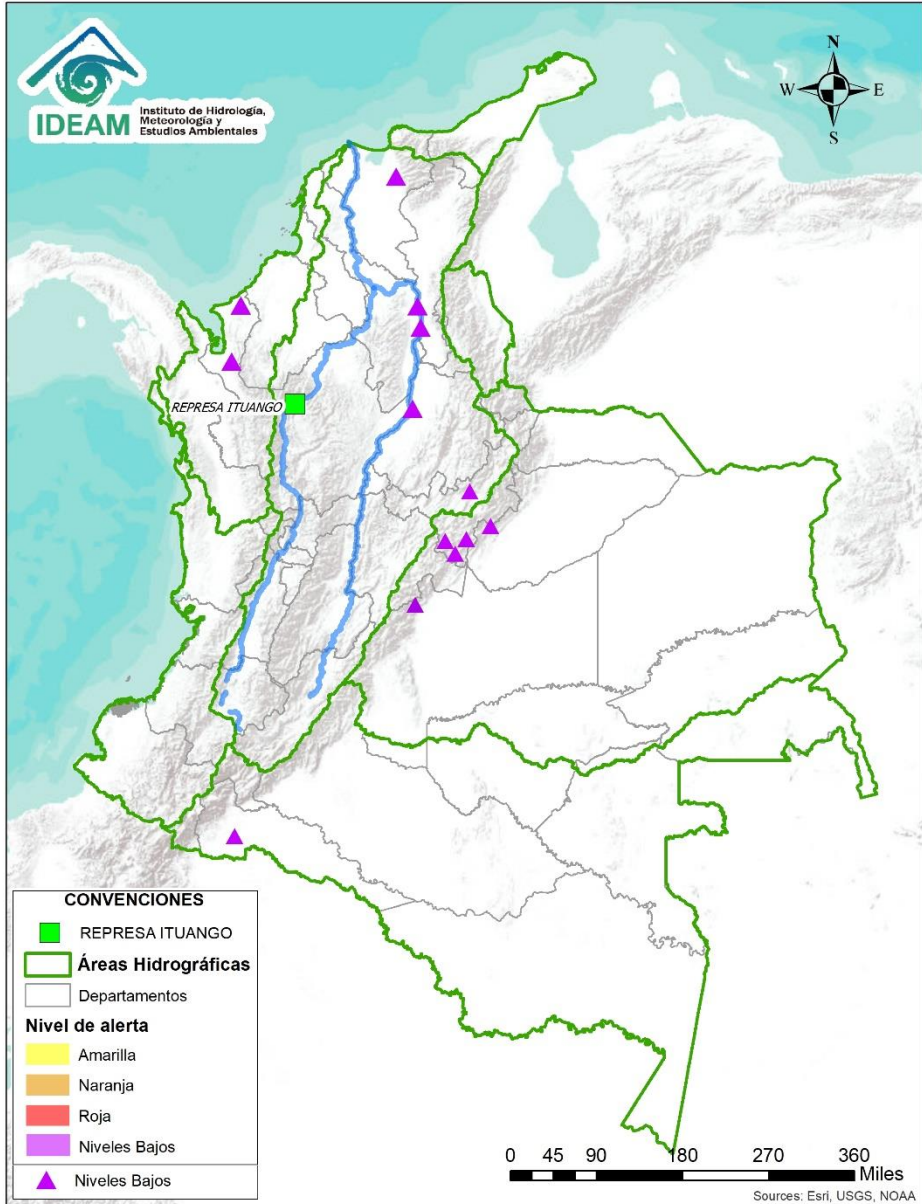 IDEAM
Instituto de Hidrología,
Meteorología y
Estudios Ambientales
N
W
E
S
REPRESA ITUANGO
CONVENCIONES
REPRESA ITUANGO
Áreas Hidrográficas
Departamentos
Nivel de alerta
Amarilla
Naranja
Roja
Niveles Bajos
Niveles Bajos
0 45 90 180 270 360
Miles
Sources: Esri, USGS, NOAA